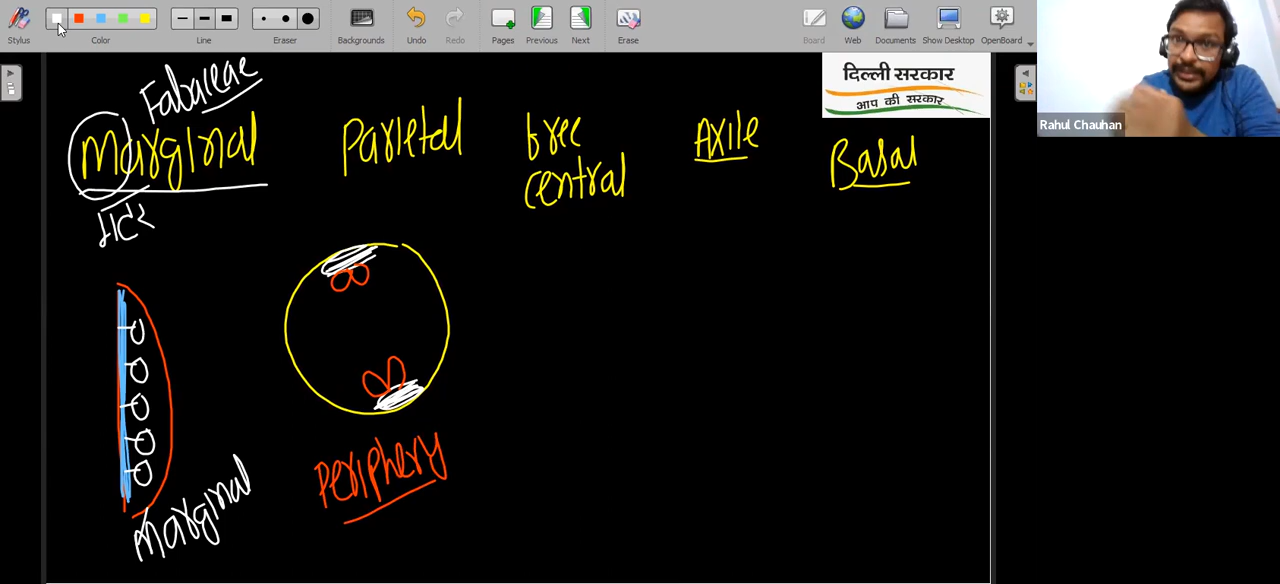 Stylus
Color
Line
Eraser
Backgrounds
Undo
Redo
Pages
Previous
Next
Erase
Board
Web
Documents
Show Desktop
OpenBoard
Rahul Chauhan
दिल्ली सरकार
आप की सरकार
Fabaceae
Marginal
Parietal
free
central
Axile
Basal
मटर
Marginal
Periphery